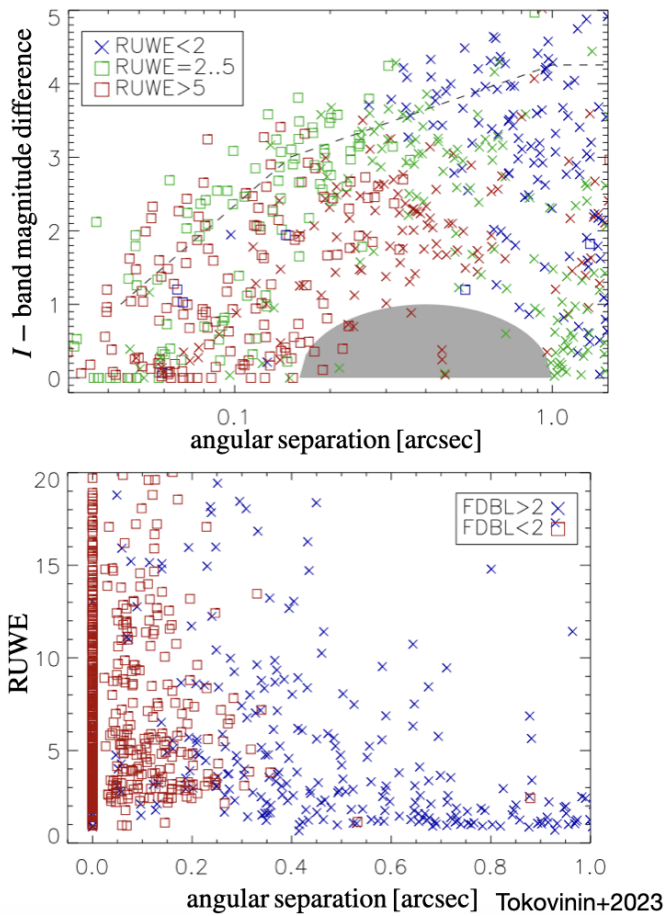 5
RUWE<2
RUWE=2..5
RUWE>5
4
3
2
1
0
I – band magnitude difference
0.1
1.0
angular separation [arcsec]
20
FDBL>2
FDBL<2
15
10
5
0
RUWE
0.0
0.2
0.4
0.6
0.8
1.0
angular separation [arcsec]
Tokovinin+2023